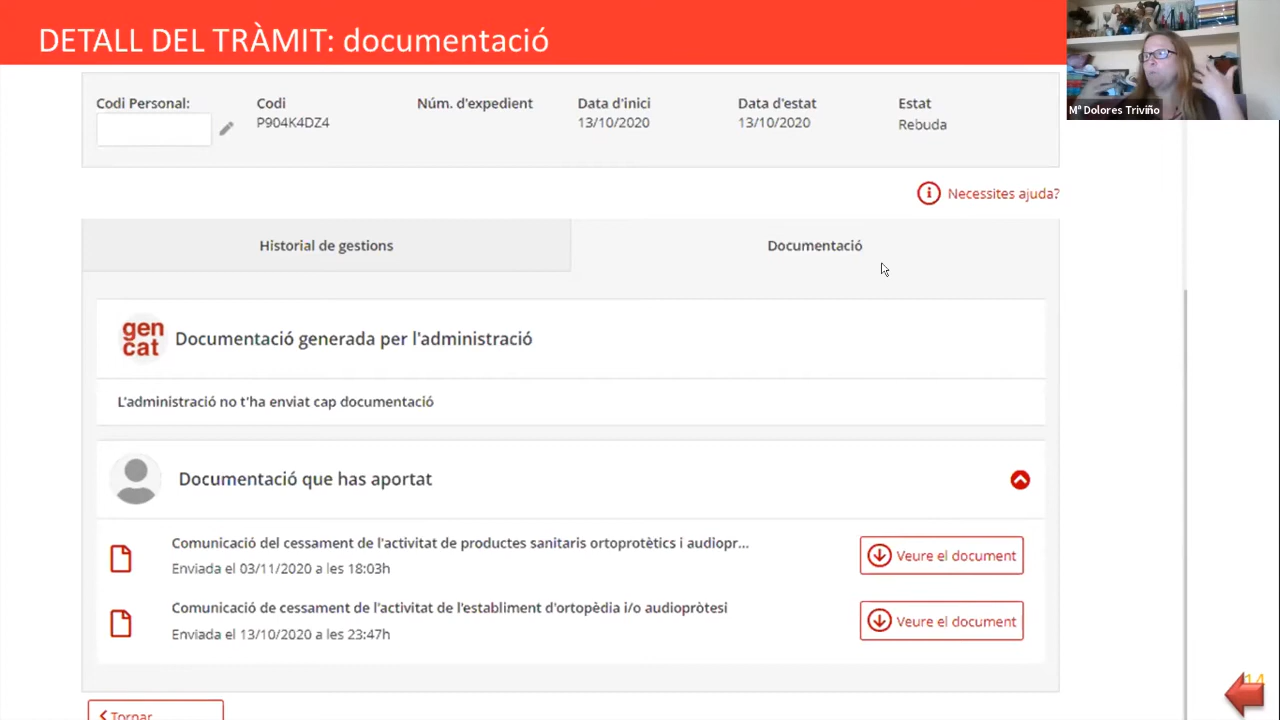 DETALL DEL TRÀMIT: documentació
Mª Dolores Triviño
Codi Personal:
Codi
P904K4DZ4
Núm. d'expedient
Data d'inici
13/10/2020
Data d'estat
13/10/2020
Estat
Rebuda
Necessites ajuda?
Historial de gestions
Documentació
gen
cat
Documentació generada per l'administració
L'administració no t'ha enviat cap documentació
Documentació que has aportat
Comunicació del cessament de l'activitat de productes sanitaris ortoprotètics i audiopr...
Enviada el 03/11/2020 a les 18:03h
Veure el document
Comunicació de cessament de l'activitat de l'establiment d'ortopèdia i/o audiopròtesi
Enviada el 13/10/2020 a les 23:47h
Veure el document
Tornar
14